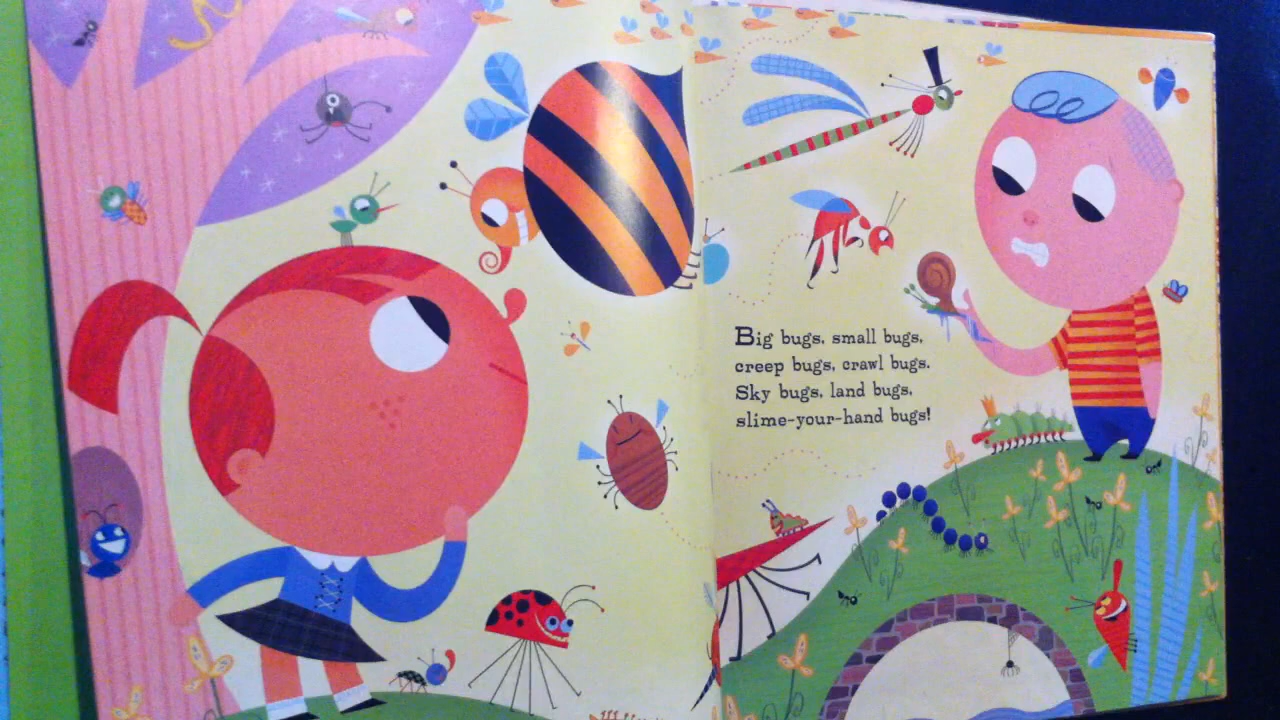 Big bugs, small bugs,
creep bugs, crawl bugs.
Sky bugs, land bugs,
slime-your-hand bugs!